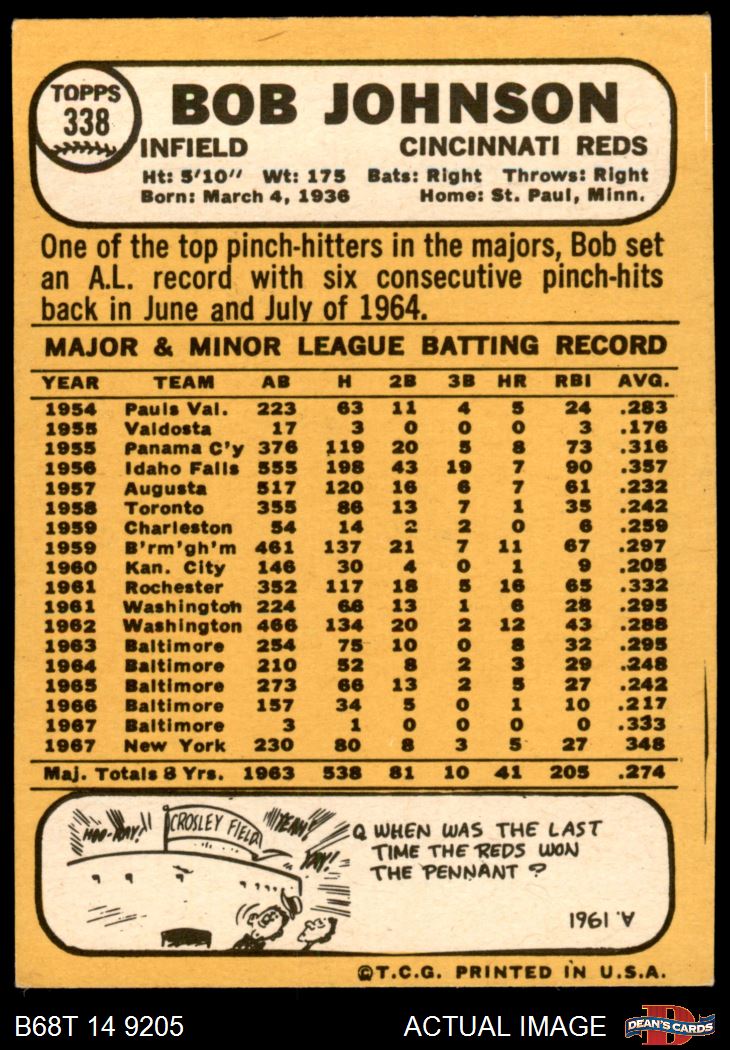 TOPPS
338
BOB JOHNSON
INFIELD CINCINNATI REDS
Ht: 5'10" Wt: 175 Bats: Right Throws: Right
Born: March 4, 1936 Home: St. Paul, Minn.
One of the top pinch-hitters in the majors, Bob set
an A.L. record with six consecutive pinch-hits
back in June and July of 1964.
MAJOR & MINOR LEAGUE BATTING RECORD
YEAR TEAM AB H 2B 3B HR RBI AVG.
1954 Pauls Val. 223 63 11 4 5 24 .283
1955 Valdosta 17 3 0 0 0 3 .176
1955 Panama C'y 376 119 20 5 8 73 .316
1956 Idaho Falls 555 198 43 19 7 90 .357
1957 Augusta 517 120 16 6 7 61 .232
1958 Toronto 355 86 13 7 1 35 .242
1959 Charleston 54 14 2 2 0 6 .259
1959 B'rm'gh'm 461 137 21 7 11 67 .297
1960 Kan. City 146 30 4 0 1 9 .205
1961 Rochester 352 117 18 5 16 65 .332
1961 Washington 224 66 13 1 6 28 .295
1962 Washington 466 134 20 2 12 43 .288
1963 Baltimore 254 75 10 0 8 32 .295
1964 Baltimore 210 52 8 2 3 29 .248
1965 Baltimore 273 66 13 2 5 27 .242
1966 Baltimore 157 34 5 0 1 10 .217
1967 Baltimore 3 1 0 0 0 0 .333
1967 New York 230 80 8 3 5 27 348
Maj. Totals 8 Yrs. 1963 538 81 10 41 205 .274
HOO-RAY!
CROSLEY FIELD
YEAH!
YAY!
Q WHEN WAS THE LAST
TIME THE REDS WON
THE PENNANT ?
A. 1961
©T.C.G. PRINTED IN U.S.A.
B68T 14 9205 ACTUAL IMAGE
D
DEAN'S CARDS